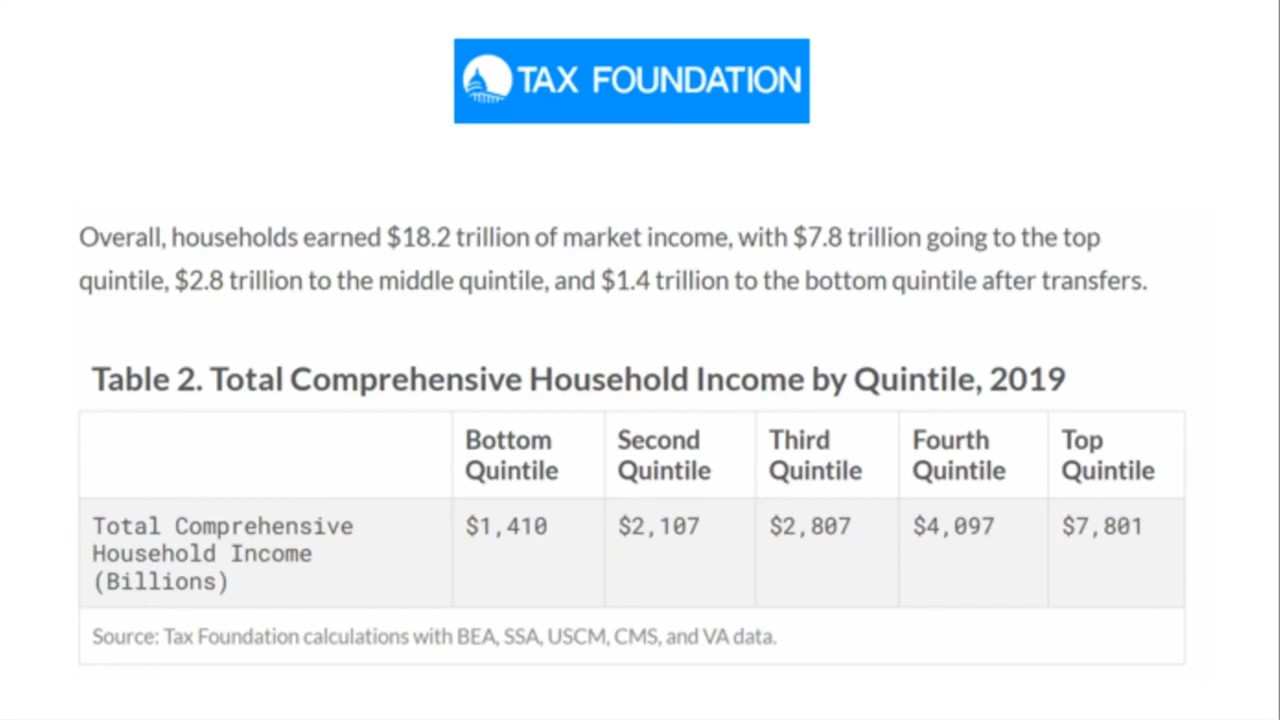 TAX FOUNDATION
Overall, households earned $18.2 trillion of market income, with $7.8 trillion going to the top
quintile, $2.8 trillion to the middle quintile, and $1.4 trillion to the bottom quintile after transfers.
Table 2. Total Comprehensive Household Income by Quintile, 2019
Bottom Quintile Second Quintile Third Quintile Fourth Quintile Top Quintile
Total Comprehensive $1,410 $2,107 $2,807 $4,097 $7,801
Household Income
(Billions)
Source: Tax Foundation calculations with BEA, SSA, USCM, CMS, and VA data.